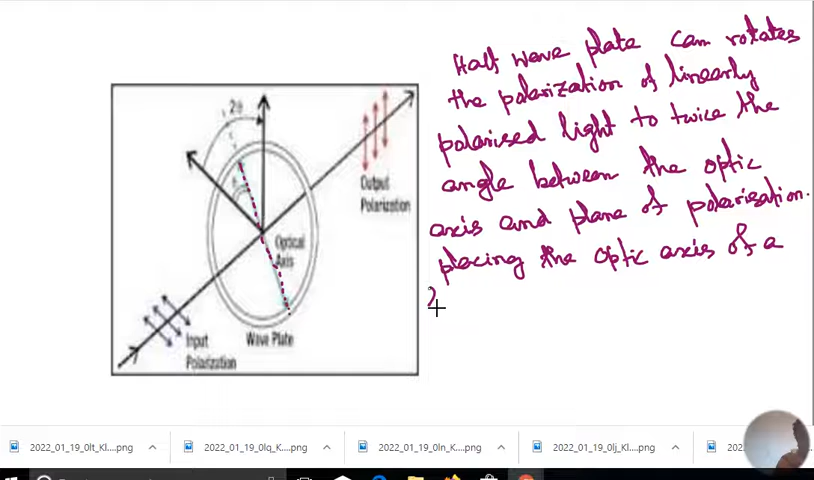 Half wave plate can rotates
the polarization of linearly
polarised light to twice the
angle between the optic
axis and plane of polarisation.
placing the optic axis of a
2θ
Output
Polarization
Optical
Axis
Input
Polarization
Wave Plate
2022_01_19_0lt_Kl....png
2022_01_19_0lq_K....png
2022_01_19_0ln_K....png
2022_01_19_0lj_Kl....png
202